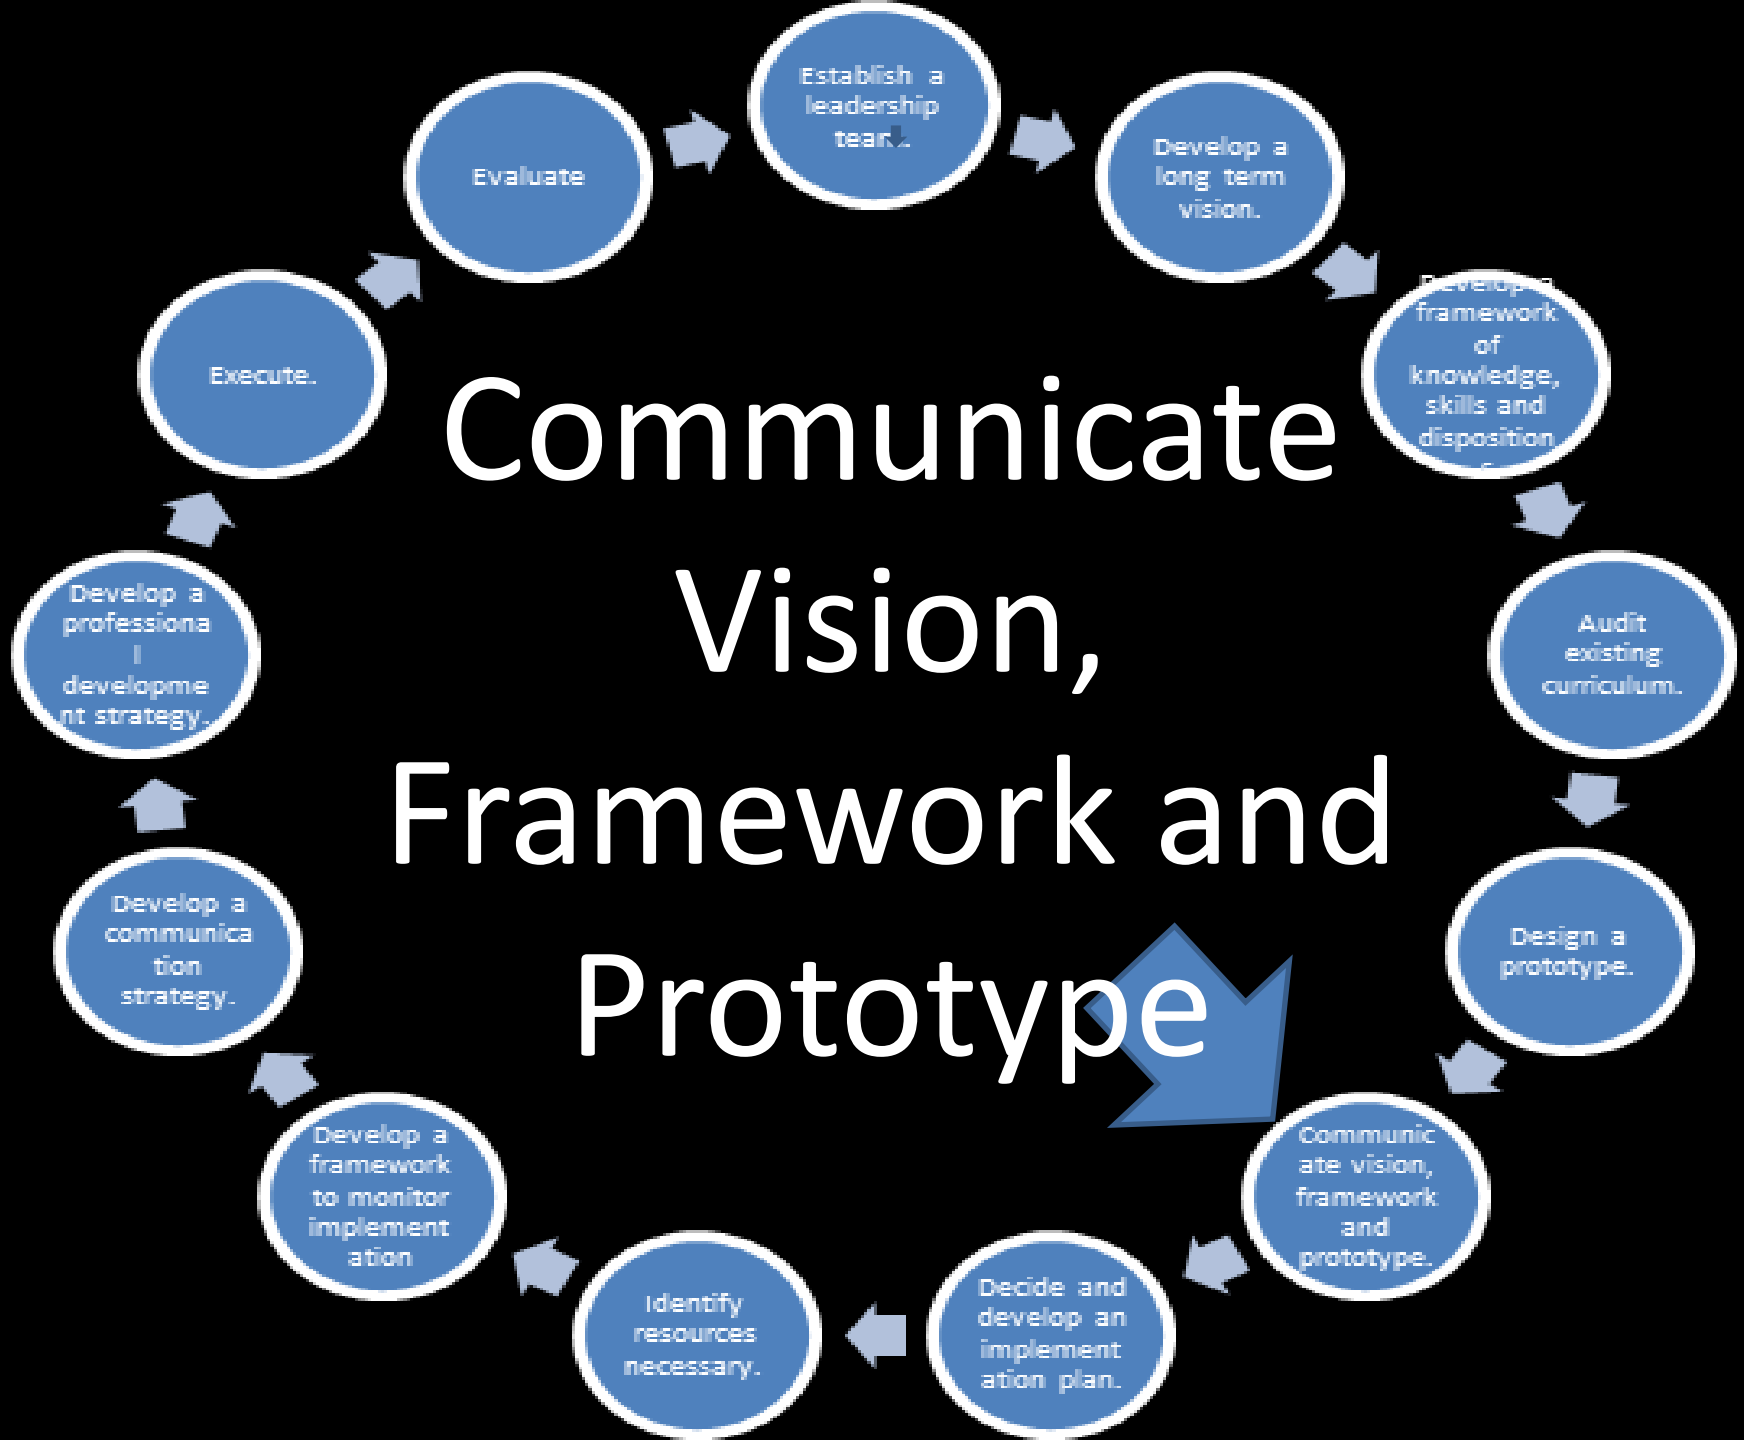 Establish a
leadership
team.
Develop a
long term
vision.
Develop a
framework
of
knowledge,
skills and
disposition
s
Audit
existing
curriculum.
Design a
prototype.
Communic
ate vision,
framework
and
prototype.
Decide and
develop an
implement
ation plan.
Identify
resources
necessary.
Develop a
framework
to monitor
implement
ation
Develop a
communica
tion
strategy.
Develop a
professiona
l
developme
nt strategy.
Execute.
Evaluate
Communicate
Vision,
Framework and
Prototype